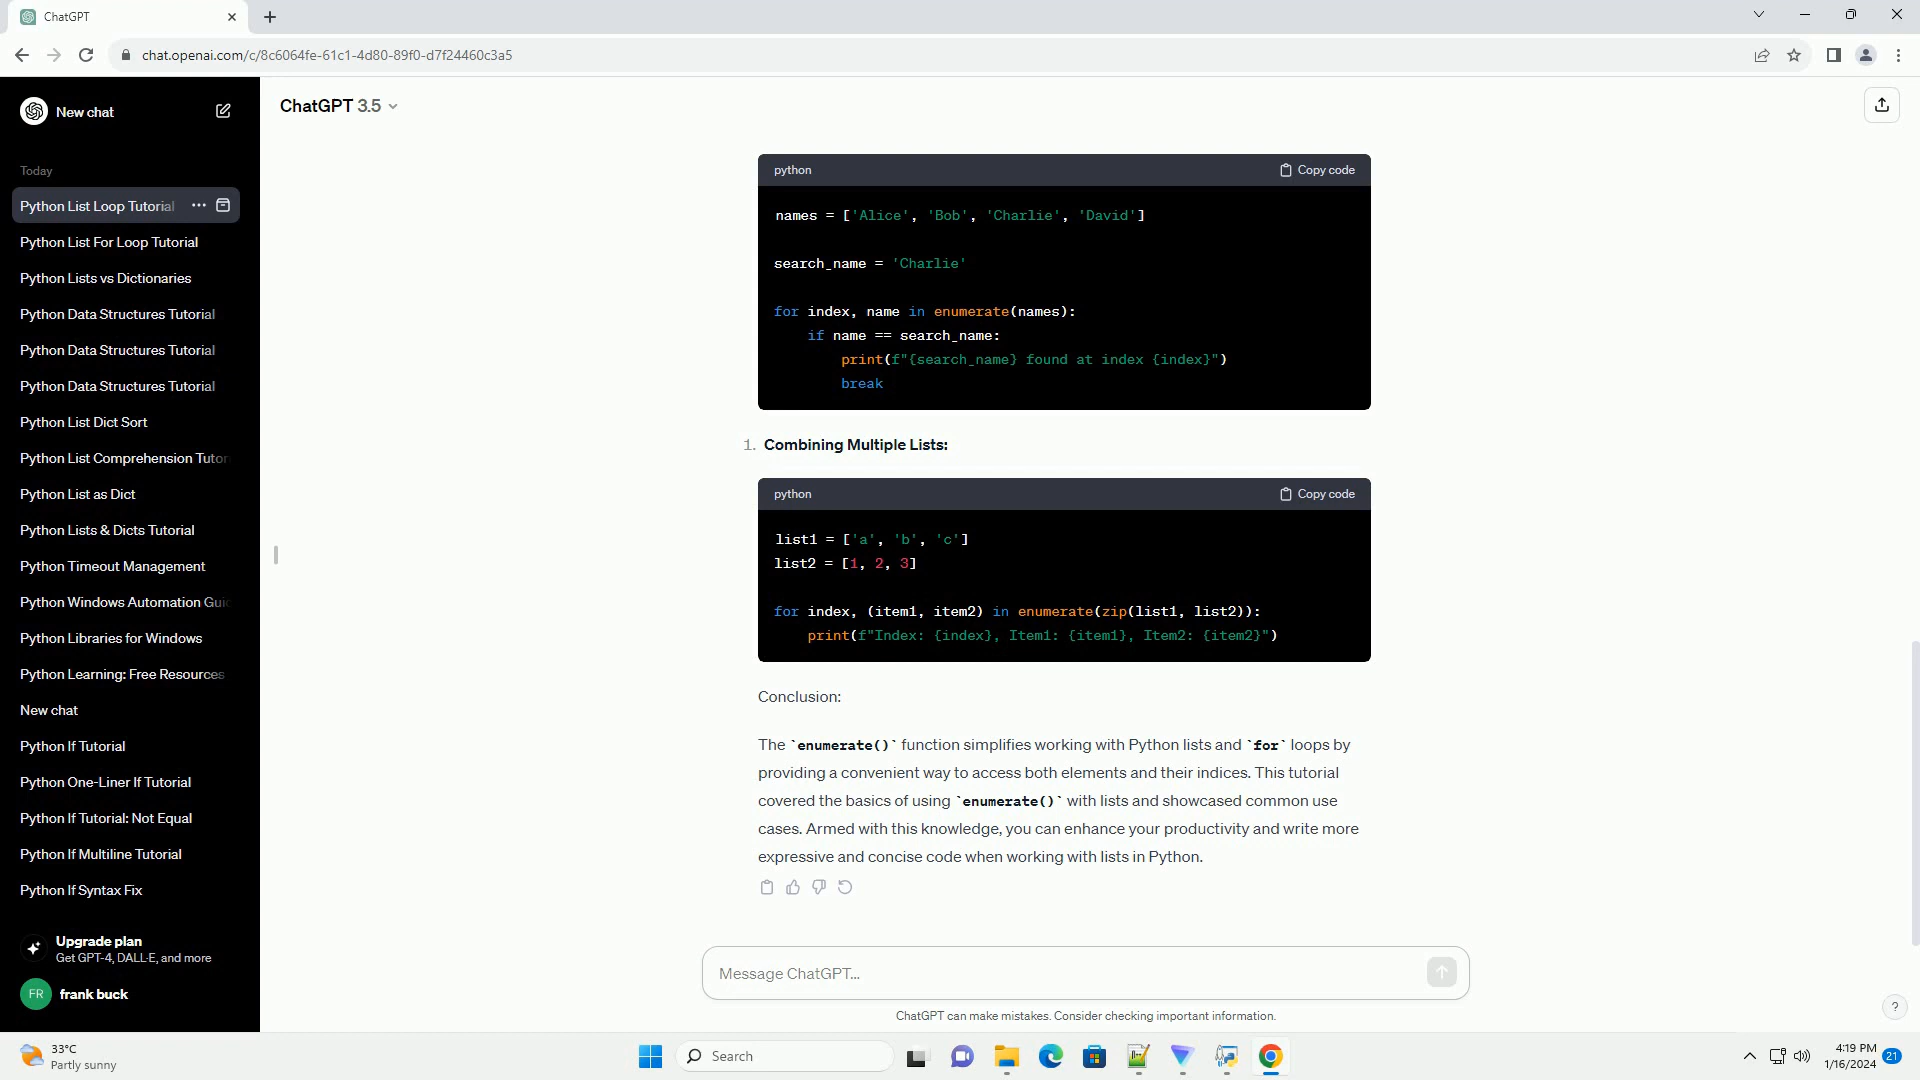 ChatGPT
chat.openai.com/c/8c6064fe-61c1-4d80-89f0-d7f24460c3a5
New chat
Today
Python List Loop Tutorial
Python List For Loop Tutorial
Python Lists vs Dictionaries
Python Data Structures Tutorial
Python Data Structures Tutorial
Python Data Structures Tutorial
Python List Dict Sort
Python List Comprehension Tutor
Python List as Dict
Python Lists & Dicts Tutorial
Python Timeout Management
Python Windows Automation Gui
Python Libraries for Windows
Python Learning: Free Resources
New chat
Python If Tutorial
Python One-Liner If Tutorial
Python If Tutorial: Not Equal
Python If Multiline Tutorial
Python If Syntax Fix
Upgrade plan
Get GPT-4, DALL·E, and more
FR frank buck
ChatGPT 3.5
python Copy code
names = ['Alice', 'Bob', 'Charlie', 'David']
search_name = 'Charlie'
for index, name in enumerate(names):
    if name == search_name:
        print(f"{search_name} found at index {index}")
        break
1. Combining Multiple Lists:
python Copy code
list1 = ['a', 'b', 'c']
list2 = [1, 2, 3]
for index, (item1, item2) in enumerate(zip(list1, list2)):
    print(f"Index: {index}, Item1: {item1}, Item2: {item2}")
Conclusion:
The `enumerate()` function simplifies working with Python lists and `for` loops by
providing a convenient way to access both elements and their indices. This tutorial
covered the basics of using `enumerate()` with lists and showcased common use
cases. Armed with this knowledge, you can enhance your productivity and write more
expressive and concise code when working with lists in Python.
Message ChatGPT...
ChatGPT can make mistakes. Consider checking important information.
?
33°C
Partly sunny
Search
4:19 PM
1/16/2024
21